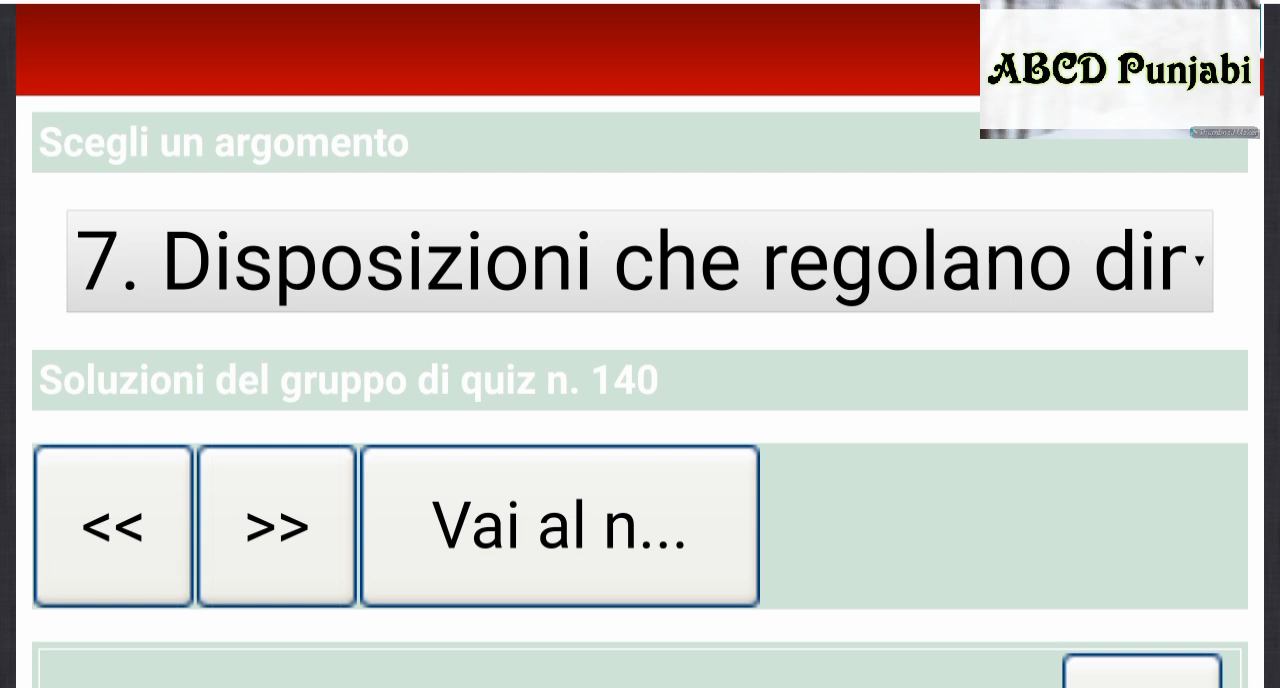 ABCD Punjabi
Scegli un argomento
7. Disposizioni che regolano dir
Soluzioni del gruppo di quiz n. 140
<< >> Vai al n...